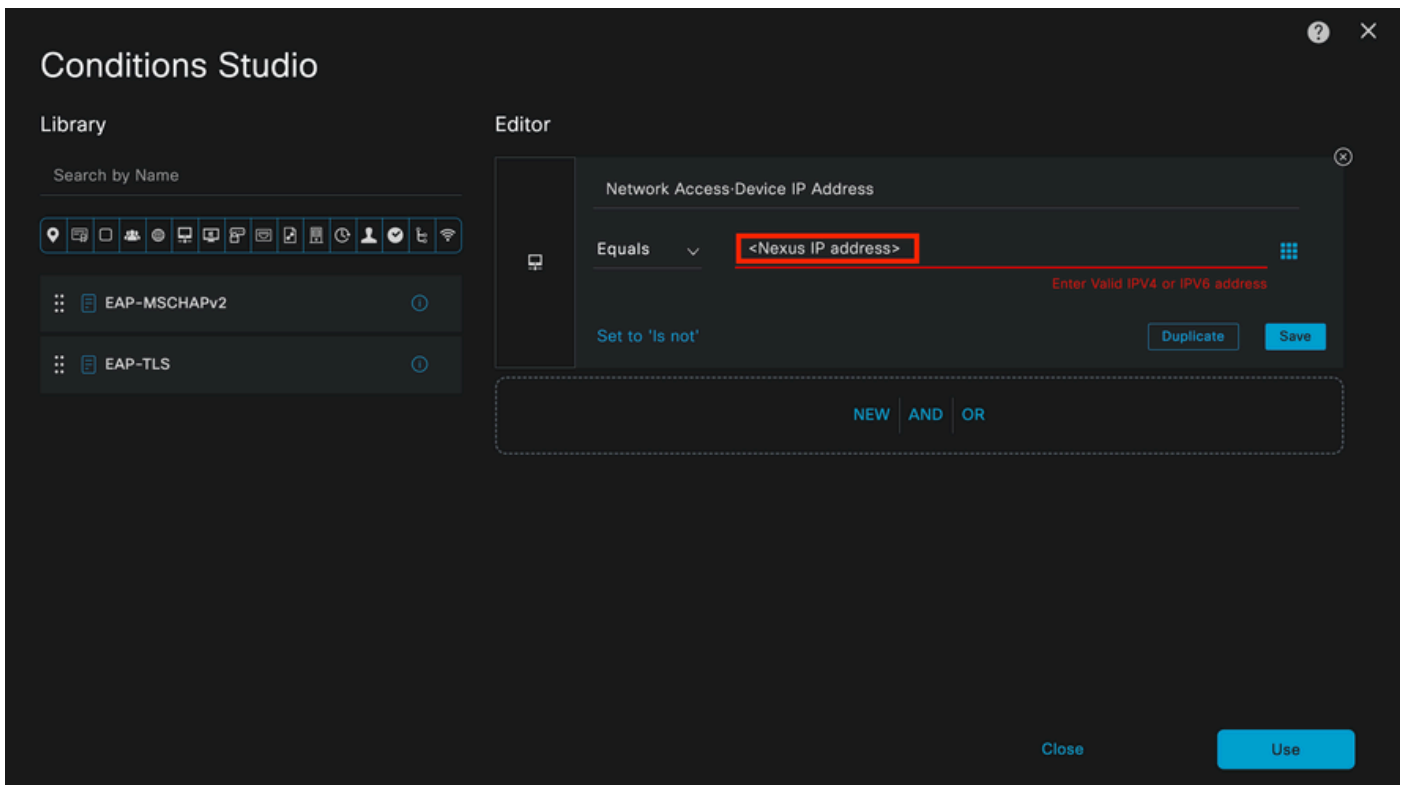 Conditions Studio
Library
Search by Name
EAP-MSCHAPv2
EAP-TLS
Editor
Network Access·Device IP Address
Equals
<Nexus IP address>
Enter Valid IPV4 or IPV6 address
Set to 'Is not'
Duplicate
Save
NEW AND OR
Close
Use